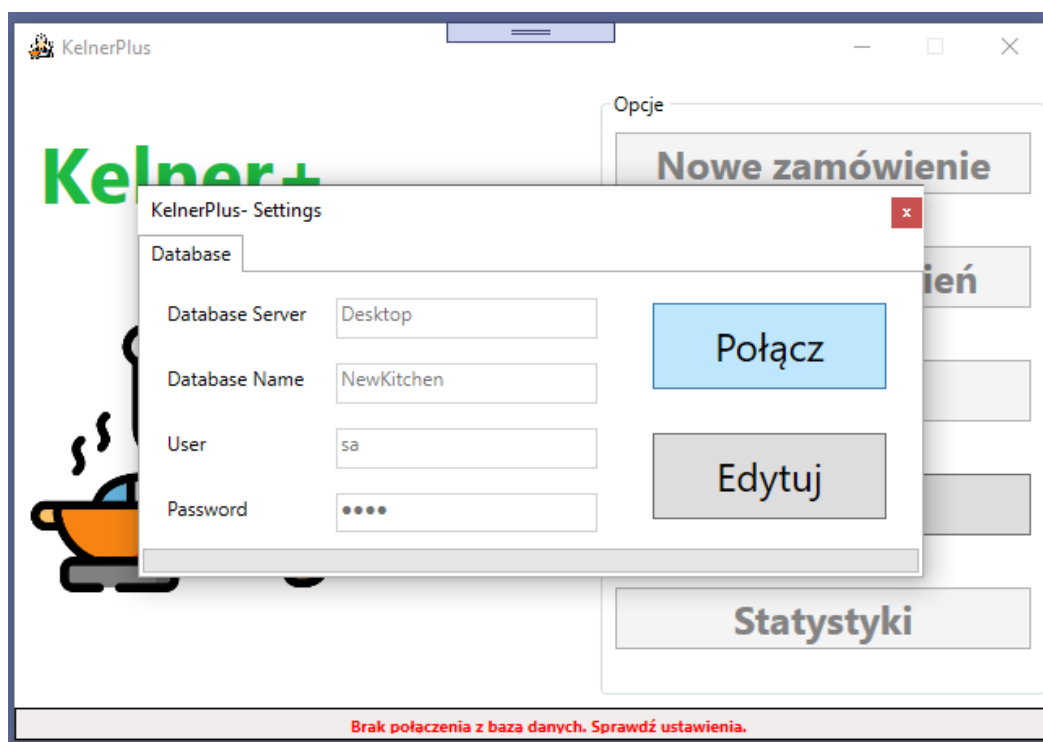 KelnerPlus
Opcje
Kelner+
Nowe zamówienie
KelnerPlus- Settings
x
Database
Database Server
Desktop
Połącz
Database Name
NewKitchen
User
sa
Edytuj
Password
••••
Statystyki
Brak połaczenia z baza danych. Sprawdź ustawienia.